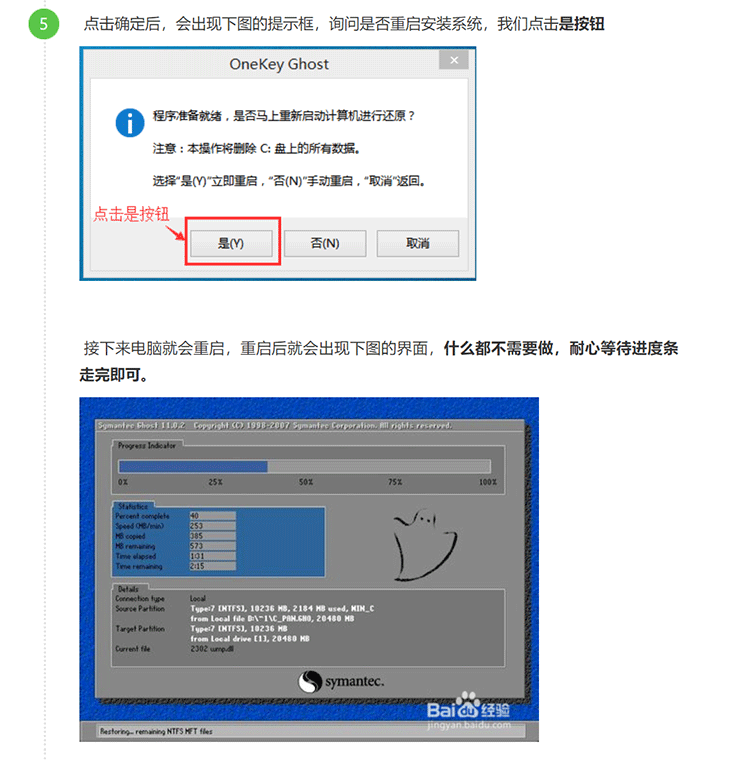 5
点击确定后，会出现下图的提示框，询问是否重启安装系统，我们点击是按钮
OneKey Ghost
程序准备就绪，是否马上重新启动计算机进行还原？
注意：本操作将删除 C: 盘上的所有数据。
选择"是(Y)"立即重启，"否(N)"手动重启，"取消"返回。
点击是按钮
是(Y) 否(N) 取消
接下来电脑就会重启，重启后就会出现下图的界面，什么都不需要做，耐心等待进度条
走完即可。
Symantec Ghost 11.0.2 Copyright (C) 1998-2007 Symantec Corporation. All rights reserved.
Progress Indicator
0% 25% 50% 75% 100%
Statistics
Percent complete 40
Speed (MB/min) 253
MB copied 385
MB remaining 573
Time elapsed 1:31
Time remaining 2:15
Details
Connection type Local
Source Partition Type:7 [NTFS], 10236 MB, 2184 MB used, WIN_C
from Local file D:\~1\C_PAN.GHO, 20480 MB
Target Partition Type:7 [NTFS], 10236 MB
from Local drive [1], 20480 MB
Current file 2302 wmp.dll
symantec.
Baidu 经验
jingyan.baidu.com
Restoring... remaining NTFS MFT files